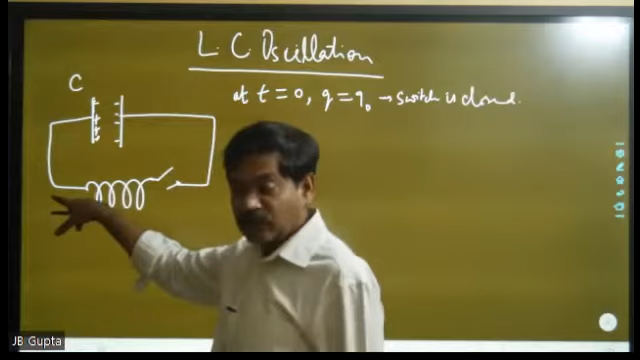 L.C. Oscillation
at t = 0, q = q₀ → switch is closed.
C
JB Gupta